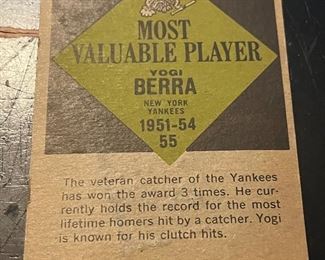 MOST
VALUABLE PLAYER
YOGI
BERRA
NEW YORK
YANKEES
1951-54
55
The veteran catcher of the Yankees
has won the award 3 times. He cur-
rently holds the record for the most
lifetime homers hit by a catcher. Yogi
is known for his clutch hits.